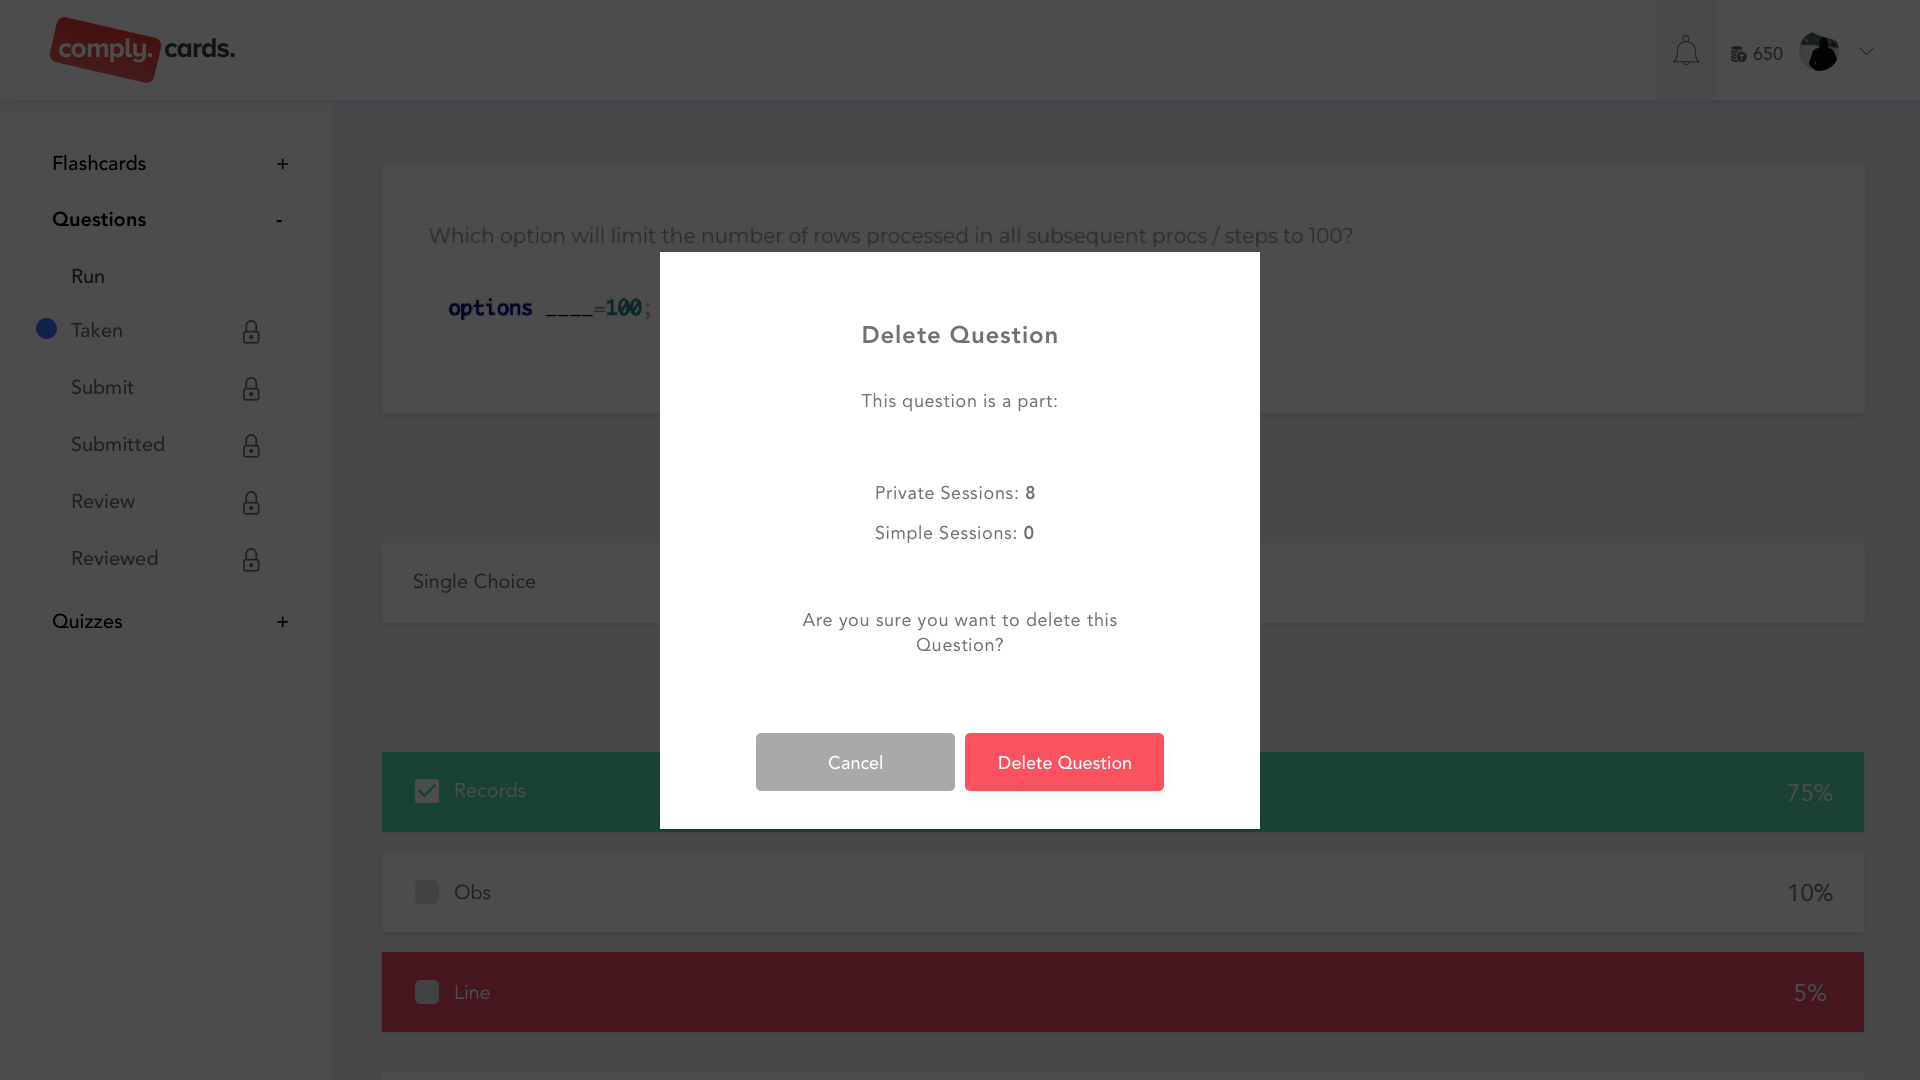 comply. cards.
650
Flashcards +
Questions -
Run
Taken
Submit
Submitted
Review
Reviewed
Quizzes +
Which option will limit the number of rows processed in all subsequent procs / steps to 100?
options ____=100;
Single Choice
Records 75%
Obs 10%
Line 5%
Delete Question
This question is a part:
Private Sessions: 8
Simple Sessions: 0
Are you sure you want to delete this
Question?
Cancel
Delete Question